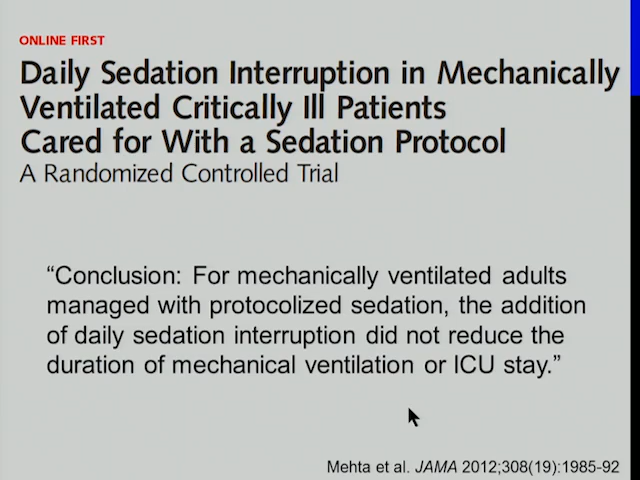 ONLINE FIRST
Daily Sedation Interruption in Mechanically
Ventilated Critically Ill Patients
Cared for With a Sedation Protocol
A Randomized Controlled Trial
“Conclusion: For mechanically ventilated adults
managed with protocolized sedation, the addition
of daily sedation interruption did not reduce the
duration of mechanical ventilation or ICU stay.”
Mehta et al. JAMA 2012;308(19):1985-92